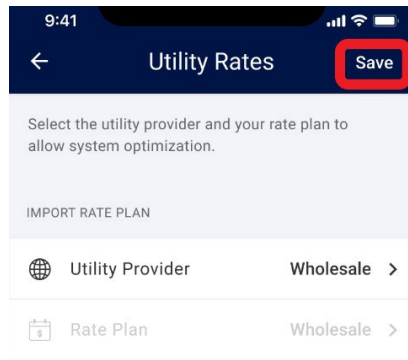 9:41
Utility Rates
Save
Select the utility provider and your rate plan to
allow system optimization.
IMPORT RATE PLAN
Utility Provider Wholesale
$ Rate Plan Wholesale